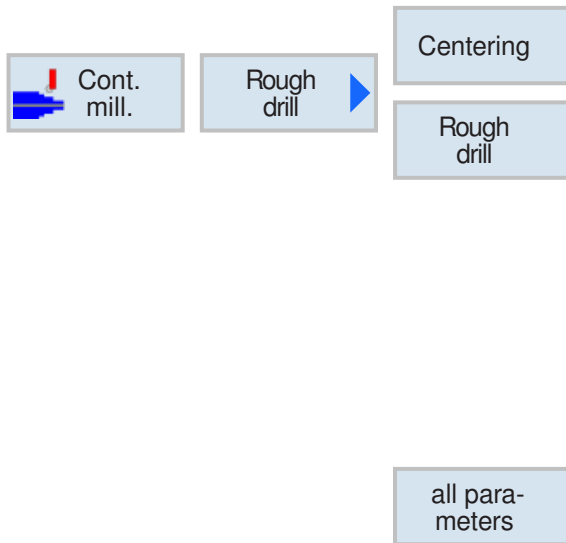 Cont.
mill.
Rough
drill
Centering
Rough
drill
all para-
meters